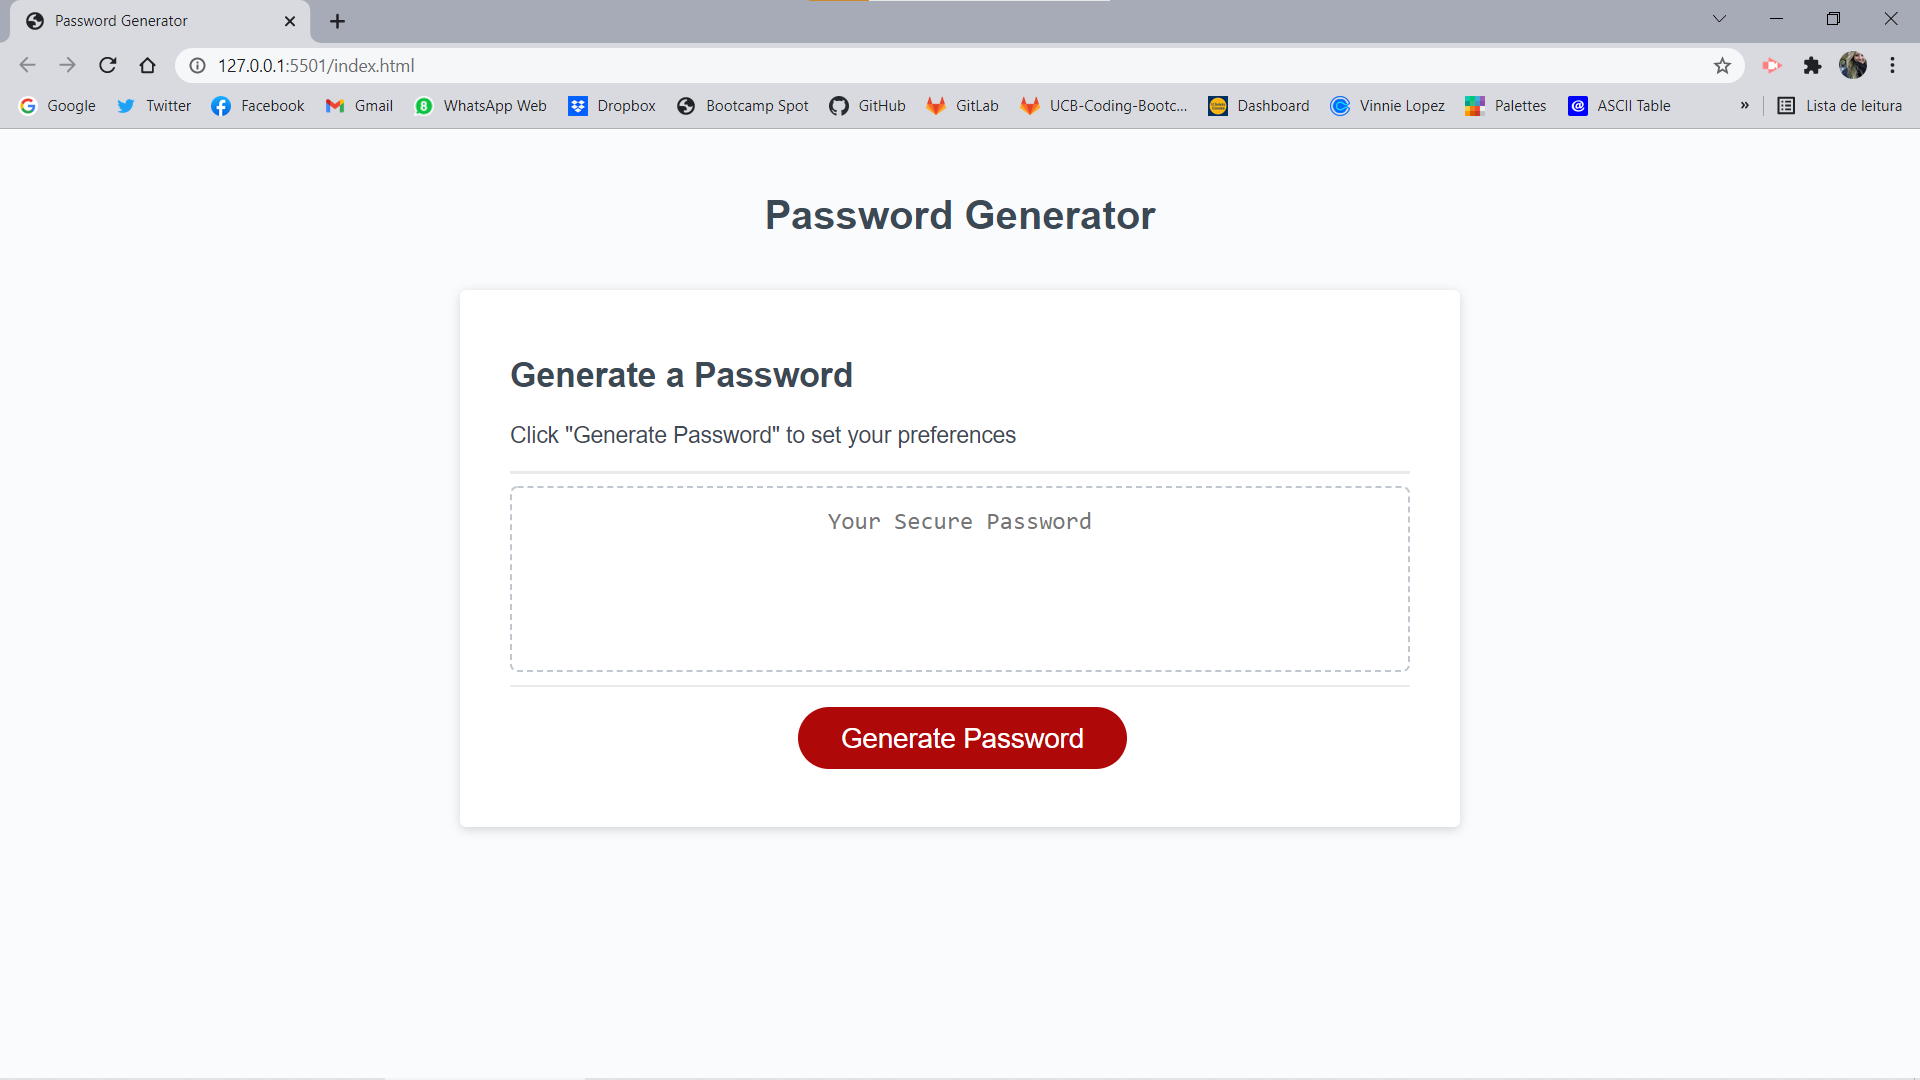 Password Generator
127.0.0.1:5501/index.html
Google Twitter Facebook Gmail 8 WhatsApp Web Dropbox Bootcamp Spot GitHub GitLab UCB-Coding-Bootc... Dashboard Vinnie Lopez Palettes @ ASCII Table » Lista de leitura
Password Generator
Generate a Password
Click "Generate Password" to set your preferences
Your Secure Password
Generate Password